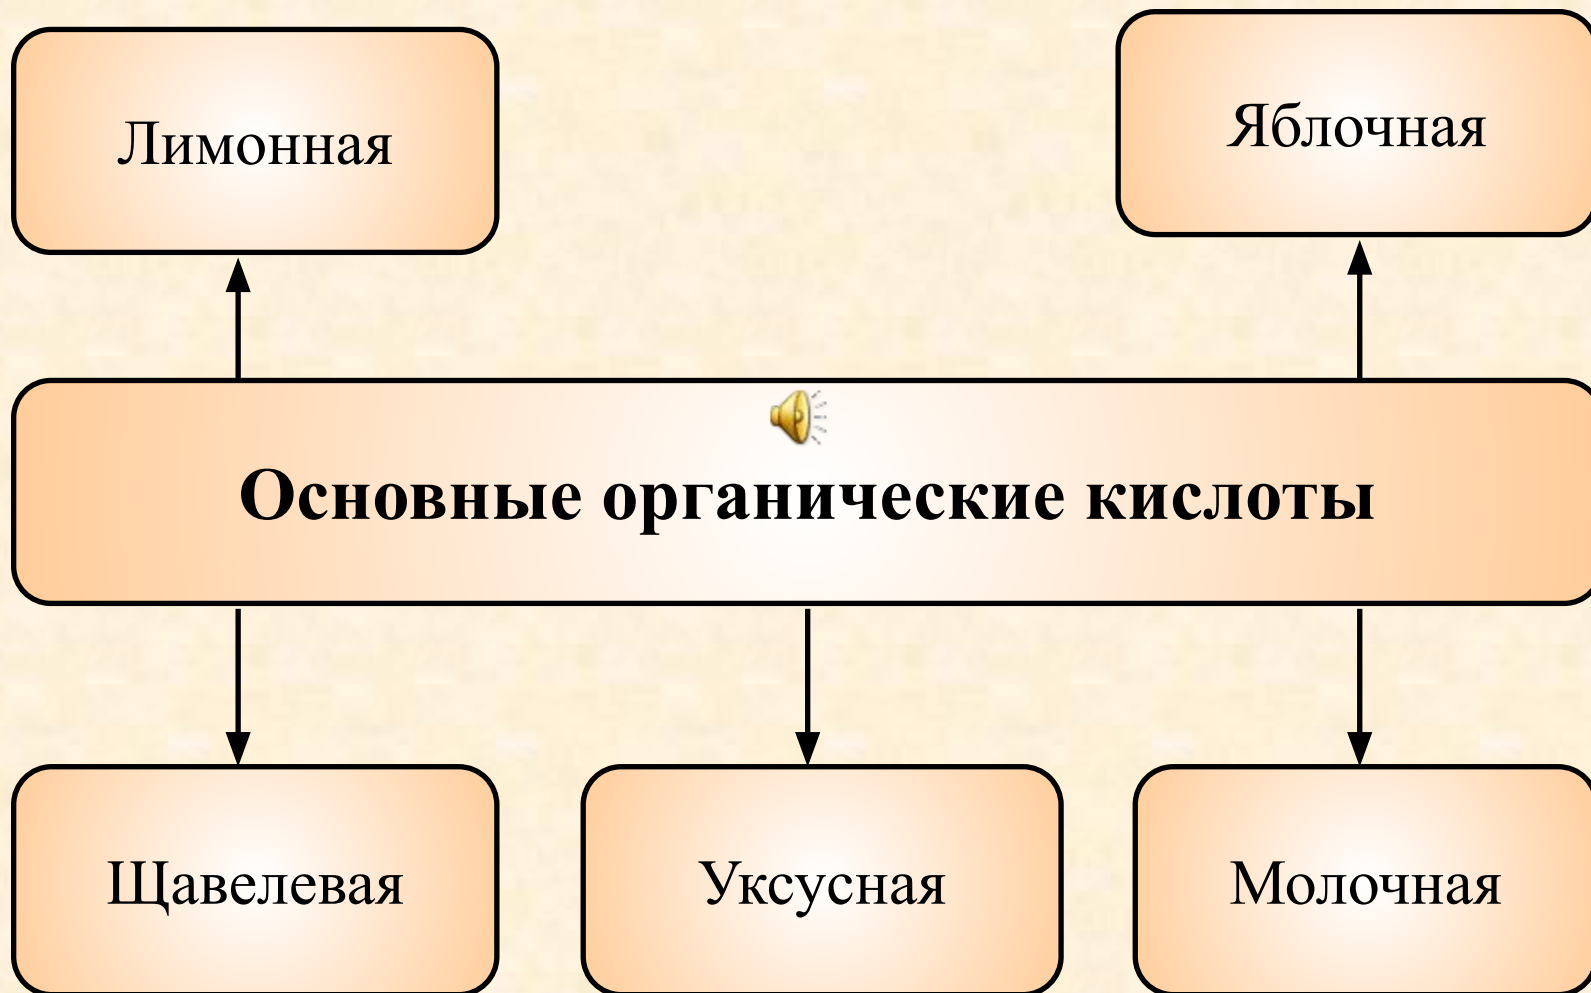 Лимонная
Яблочная
Основные органические кислоты
Щавелевая
Уксусная
Молочная